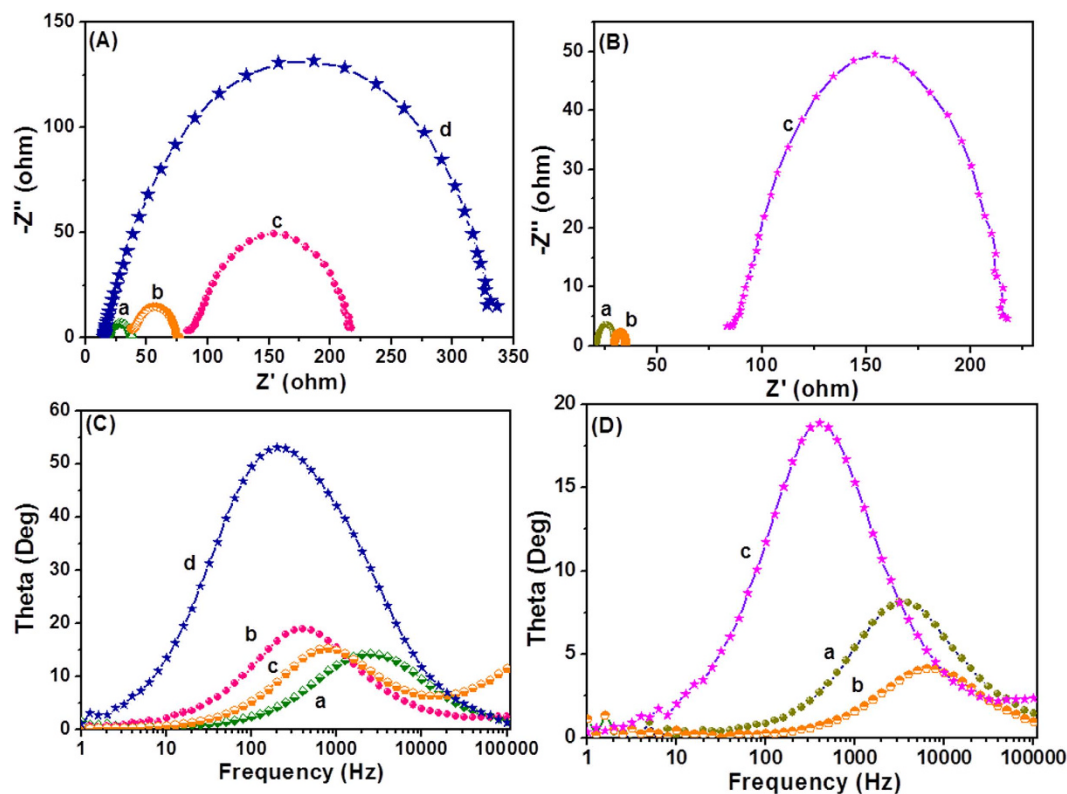 (A)
150
100
50
0
-Z'' (ohm)
a
b
c
d
0 50 100 150 200 250 300 350
Z' (ohm)
(B)
50
40
30
20
10
0
-Z'' (ohm)
a
b
c
50 100 150 200
Z' (ohm)
(C)
60
50
40
30
20
10
0
Theta (Deg)
d
b
c
a
1 10 100 1000 10000 100000
Frequency (Hz)
(D)
20
15
10
5
0
Theta (Deg)
c
a
b
1 10 100 1000 10000 100000
Frequency (Hz)